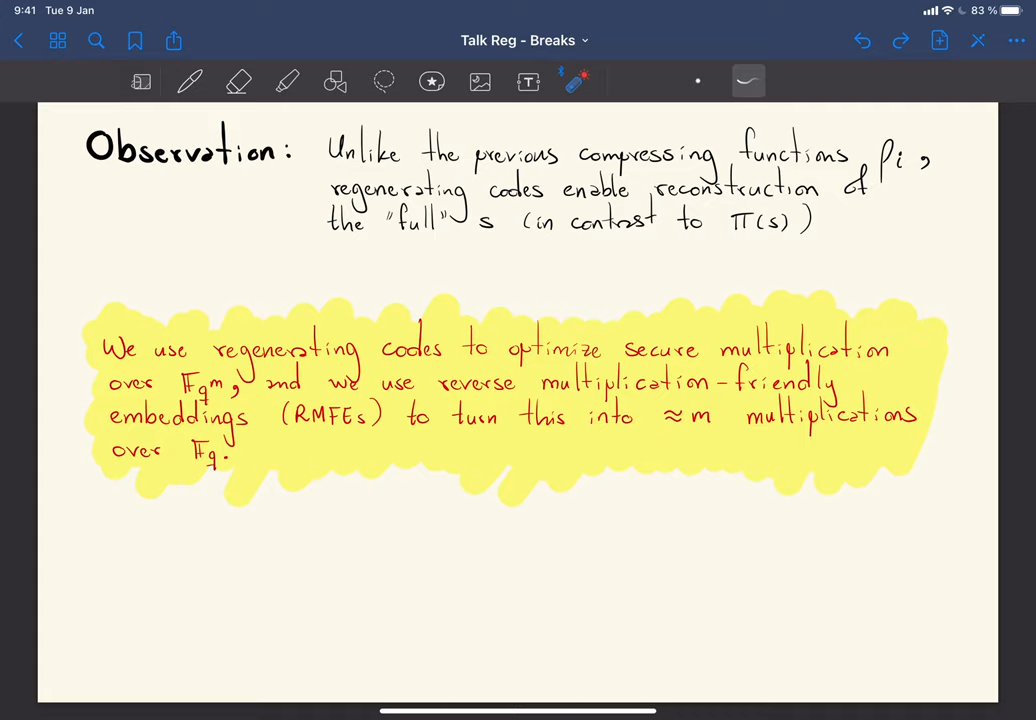 9:41 Tue 9 Jan
83 %
Talk Reg - Breaks
T
Observation: Unlike the previous compressing functions ρi,
regenerating codes enable reconstruction of
the "full" s (in contrast to π(s))
We use regenerating codes to optimize secure multiplication
over 𝔽q^m, and we use reverse multiplication-friendly
embeddings (RMFEs) to turn this into ≈m multiplications
over 𝔽q.